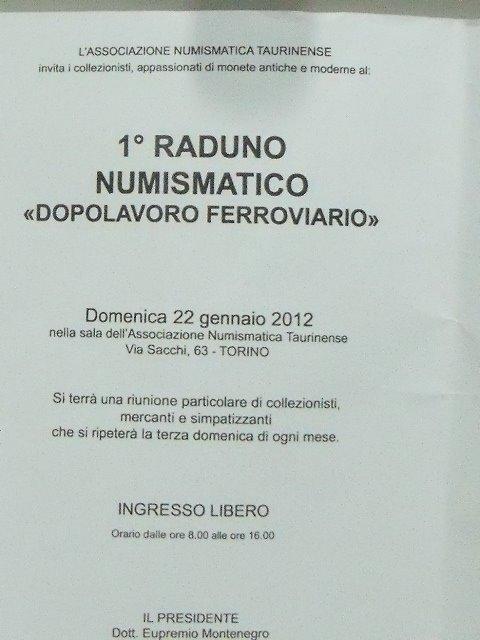 L'ASSOCIAZIONE NUMISMATICA TAURINENSE
invita i collezionisti, appassionati di monete antiche e moderne al:
1° RADUNO
NUMISMATICO
«DOPOLAVORO FERROVIARIO»
Domenica 22 gennaio 2012
nella sala dell'Associazione Numismatica Taurinense
Via Sacchi, 63 - TORINO
Si terrà una riunione particolare di collezionisti,
mercanti e simpatizzanti
che si ripeterà la terza domenica di ogni mese.
INGRESSO LIBERO
Orario dalle ore 8.00 alle ore 16.00
IL PRESIDENTE
Dott. Eupremio Montenegro